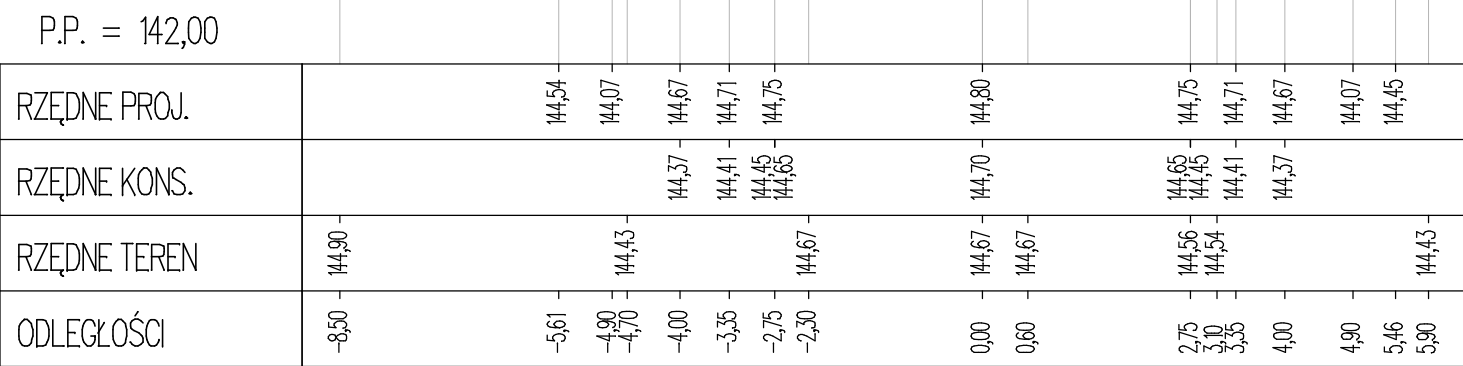 P.P. = 142,00
RZĘDNE PROJ. 144,54 144,07 144,67 144,71 144,75 144,80 144,75 144,71 144,67 144,07 144,45
RZĘDNE KONS. 144,37 144,41 144,45 144,65 144,70 144,65 144,45 144,41 144,37
RZĘDNE TEREN 144,90 144,43 144,67 144,67 144,67 144,56 144,54 144,43
ODLEGŁOŚCI -8,50 -5,61 -4,90 -4,70 -4,00 -3,35 -2,75 -2,30 0,00 0,60 2,75 3,10 3,35 4,00 4,90 5,46 5,90